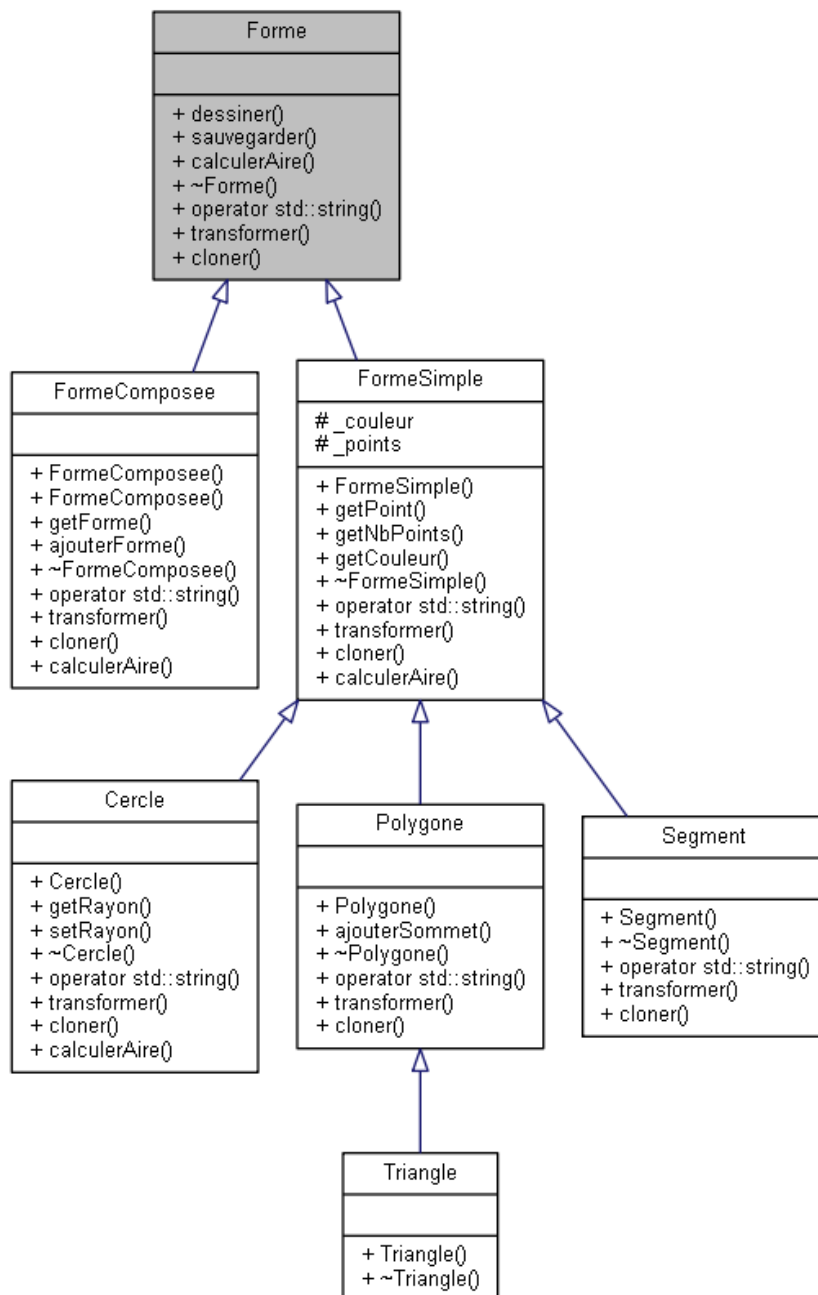 Forme
+ dessiner()
+ sauvegarder()
+ calculerAire()
+ ~Forme()
+ operator std::string()
+ transformer()
+ cloner()
FormeComposee
+ FormeComposee()
+ FormeComposee()
+ getForme()
+ ajouterForme()
+ ~FormeComposee()
+ operator std::string()
+ transformer()
+ cloner()
+ calculerAire()
FormeSimple
# _couleur
# _points
+ FormeSimple()
+ getPoint()
+ getNbPoints()
+ getCouleur()
+ ~FormeSimple()
+ operator std::string()
+ transformer()
+ cloner()
+ calculerAire()
Cercle
+ Cercle()
+ getRayon()
+ setRayon()
+ ~Cercle()
+ operator std::string()
+ transformer()
+ cloner()
+ calculerAire()
Polygone
+ Polygone()
+ ajouterSommet()
+ ~Polygone()
+ operator std::string()
+ transformer()
+ cloner()
Segment
+ Segment()
+ ~Segment()
+ operator std::string()
+ transformer()
+ cloner()
Triangle
+ Triangle()
+ ~Triangle()